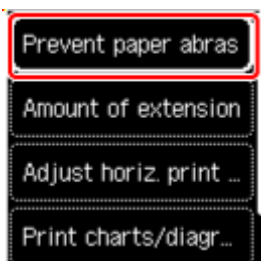 Prevent paper abras
Amount of extension
Adjust horiz. print …
Print charts/diagr…